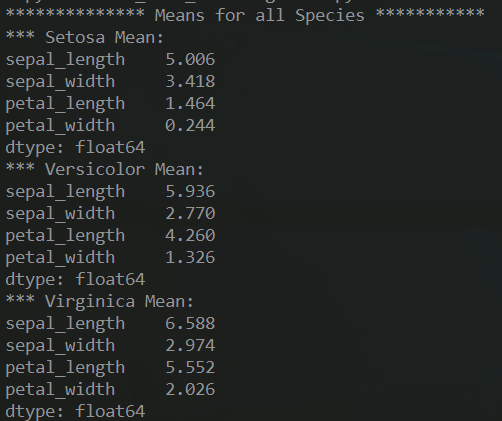 ************** Means for all Species ***********
*** Setosa Mean:
sepal_length    5.006
sepal_width     3.418
petal_length    1.464
petal_width     0.244
dtype: float64
*** Versicolor Mean:
sepal_length    5.936
sepal_width     2.770
petal_length    4.260
petal_width     1.326
dtype: float64
*** Virginica Mean:
sepal_length    6.588
sepal_width     2.974
petal_length    5.552
petal_width     2.026
dtype: float64